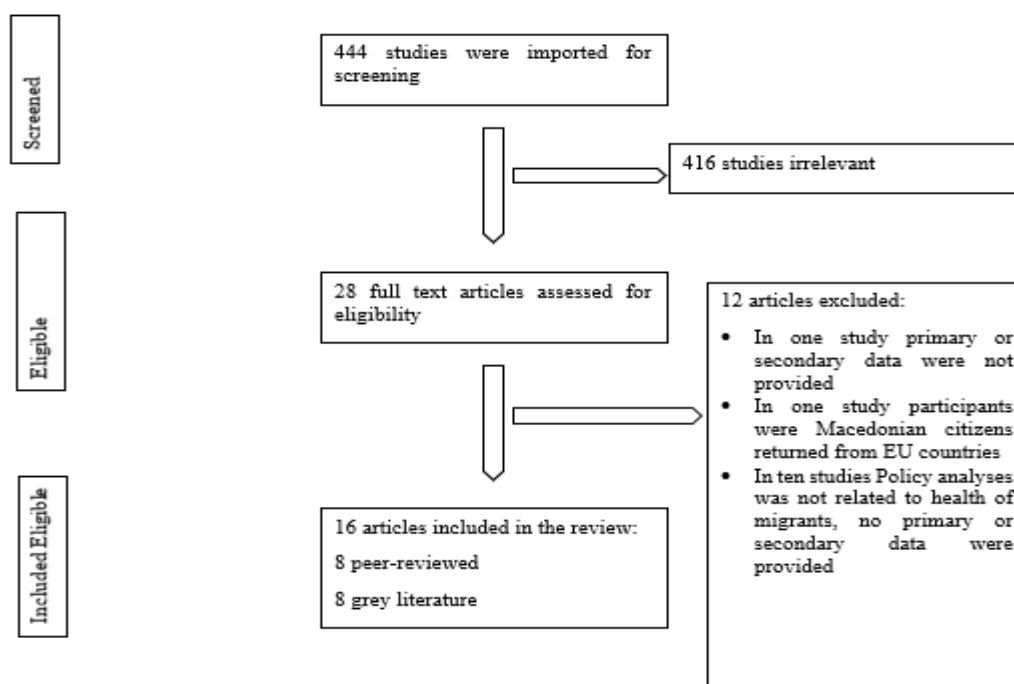 Screened
444 studies were imported for
screening
416 studies irrelevant
Eligible
28 full text articles assessed for
eligibility
12 articles excluded:
• In one study primary or
secondary data were not
provided
• In one study participants
were Macedonian citizens
returned from EU countries
• In ten studies Policy analyses
was not related to health of
migrants, no primary or
secondary data were
provided
Included Eligible
16 articles included in the review:
8 peer-reviewed
8 grey literature